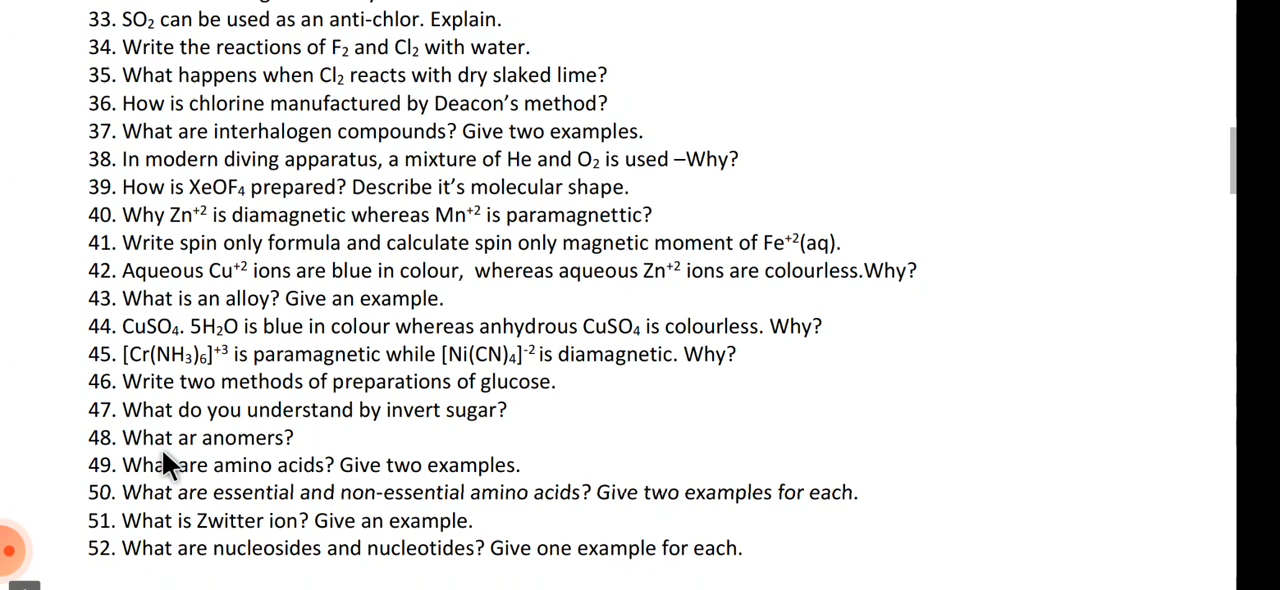 33. SO₂ can be used as an anti-chlor. Explain.
34. Write the reactions of F₂ and Cl₂ with water.
35. What happens when Cl₂ reacts with dry slaked lime?
36. How is chlorine manufactured by Deacon’s method?
37. What are interhalogen compounds? Give two examples.
38. In modern diving apparatus, a mixture of He and O₂ is used –Why?
39. How is XeOF₄ prepared? Describe it’s molecular shape.
40. Why Zn⁺² is diamagnetic whereas Mn⁺² is paramagnettic?
41. Write spin only formula and calculate spin only magnetic moment of Fe⁺²(aq).
42. Aqueous Cu⁺² ions are blue in colour, whereas aqueous Zn⁺² ions are colourless.Why?
43. What is an alloy? Give an example.
44. CuSO₄. 5H₂O is blue in colour whereas anhydrous CuSO₄ is colourless. Why?
45. [Cr(NH₃)₆]⁺³ is paramagnetic while [Ni(CN)₄]⁻² is diamagnetic. Why?
46. Write two methods of preparations of glucose.
47. What do you understand by invert sugar?
48. What ar anomers?
49. What are amino acids? Give two examples.
50. What are essential and non-essential amino acids? Give two examples for each.
51. What is Zwitter ion? Give an example.
52. What are nucleosides and nucleotides? Give one example for each.